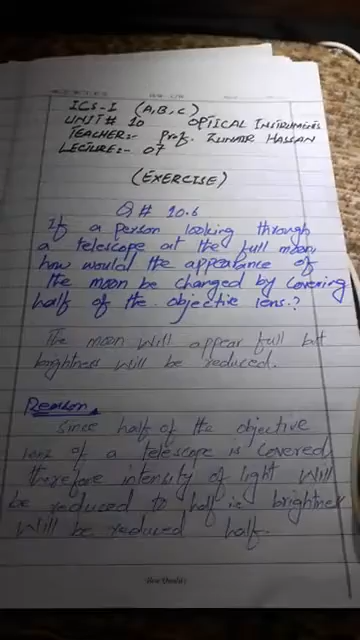 ICS-I (A,B,C)
UNIT # 10 OPTICAL INSTRUMENTS
TEACHER:- Prof. ZUNAIR HASSAN
LECTURE:- 07
(EXERCISE)
Q # 10.6
If a person looking through
a telescope at the full moon,
how would the appearance of
the moon be changed by covering
half of the objective lens.?
The moon will appear full but
brightness will be reduced.
Reason
Since half of the objective
lens of a telescope is covered,
therefore intensity of light will
be reduced to half ie brightness
will be reduced half.